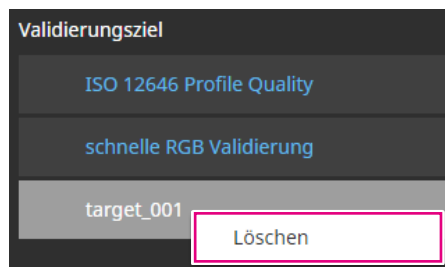 Validierungsziel
ISO 12646 Profile Quality
schnelle RGB Validierung
target_001
Löschen